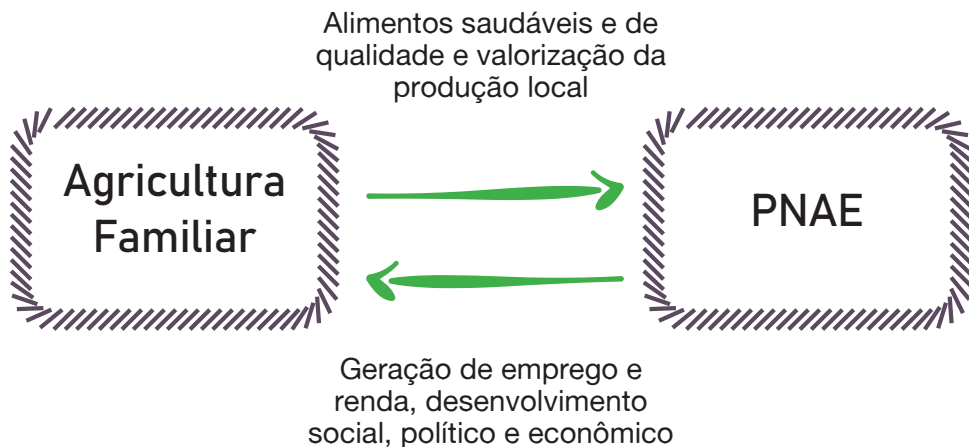 Alimentos saudáveis e de
qualidade e valorização da
produção local
Agricultura
Familiar
PNAE
Geração de emprego e
renda, desenvolvimento
social, político e econômico